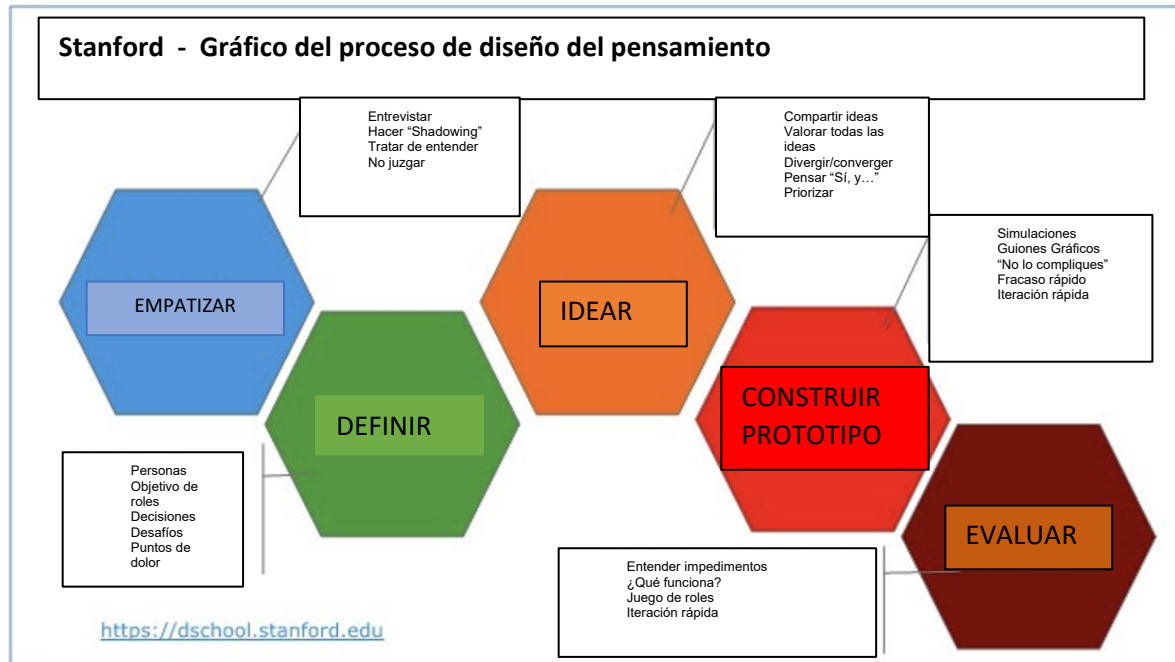 Stanford - Gráfico del proceso de diseño del pensamiento
Entrevistar
Hacer “Shadowing”
Tratar de entender
No juzgar
Compartir ideas
Valorar todas las
ideas
Divergir/converger
Pensar “Sí, y…”
Priorizar
Simulaciones
Guiones Gráficos
“No lo compliques”
Fracaso rápido
Iteración rápida
EMPATIZAR
IDEAR
DEFINIR
CONSTRUIR
PROTOTIPO
EVALUAR
Personas
Objetivo de
roles
Decisiones
Desafíos
Puntos de
dolor
Entender impedimentos
¿Qué funciona?
Juego de roles
Iteración rápida
https://dschool.stanford.edu